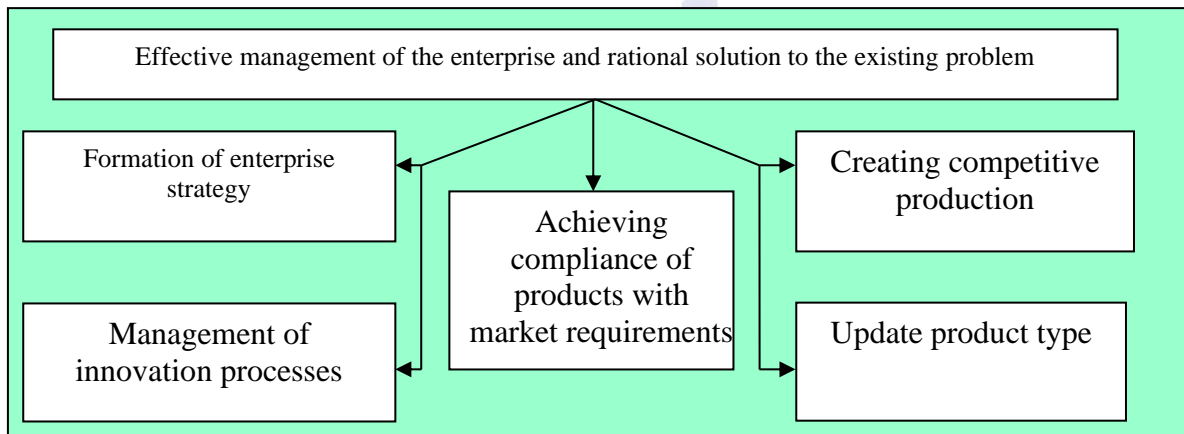 Effective management of the enterprise and rational solution to the existing problem
Formation of enterprise
strategy
Achieving
compliance of
products with
market requirements
Creating competitive
production
Management of
innovation processes
Update product type